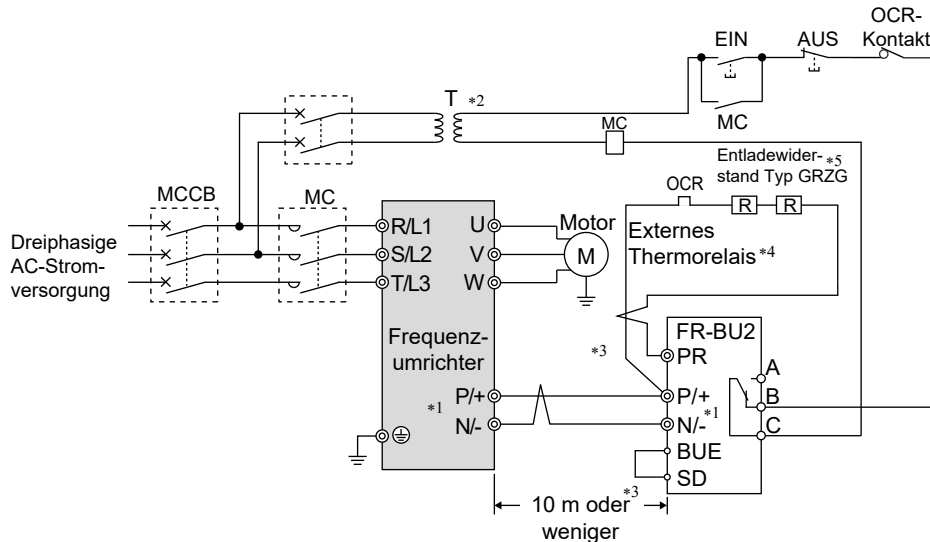 OCR-
Kontakt
EIN
AUS
MC
T *2
MC
Entladewider-
stand Typ GRZG *5
OCR
R
R
MCCB
MC
Dreiphasige
AC-Strom-
versorgung
R/L1
S/L2
T/L3
U
V
W
Motor
M
Externes
Thermorelais *4
Frequenz-
umrichter
*3
FR-BU2
PR
A
P/+
P/+
B
*1
N/-
N/- *1
C
BUE
SD
10 m oder *3
weniger